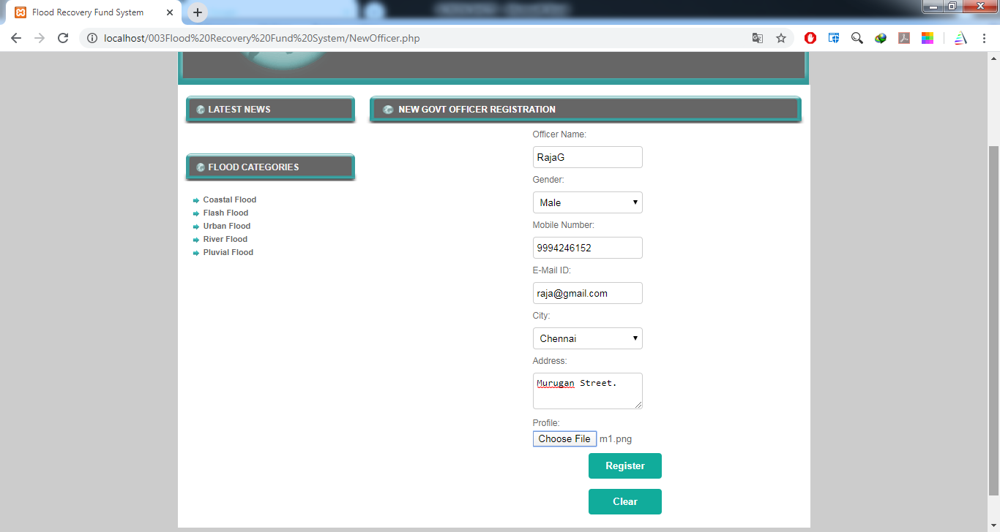 Flood Recovery Fund System
localhost/003Flood%20Recovery%20Fund%20System/NewOfficer.php
LATEST NEWS
FLOOD CATEGORIES
Coastal Flood
Flash Flood
Urban Flood
River Flood
Pluvial Flood
NEW GOVT OFFICER REGISTRATION
Officer Name:
RajaG
Gender:
Male
Mobile Number:
9994246152
E-Mail ID:
raja@gmail.com
City:
Chennai
Address:
Murugan Street.
Profile:
Choose File m1.png
Register
Clear